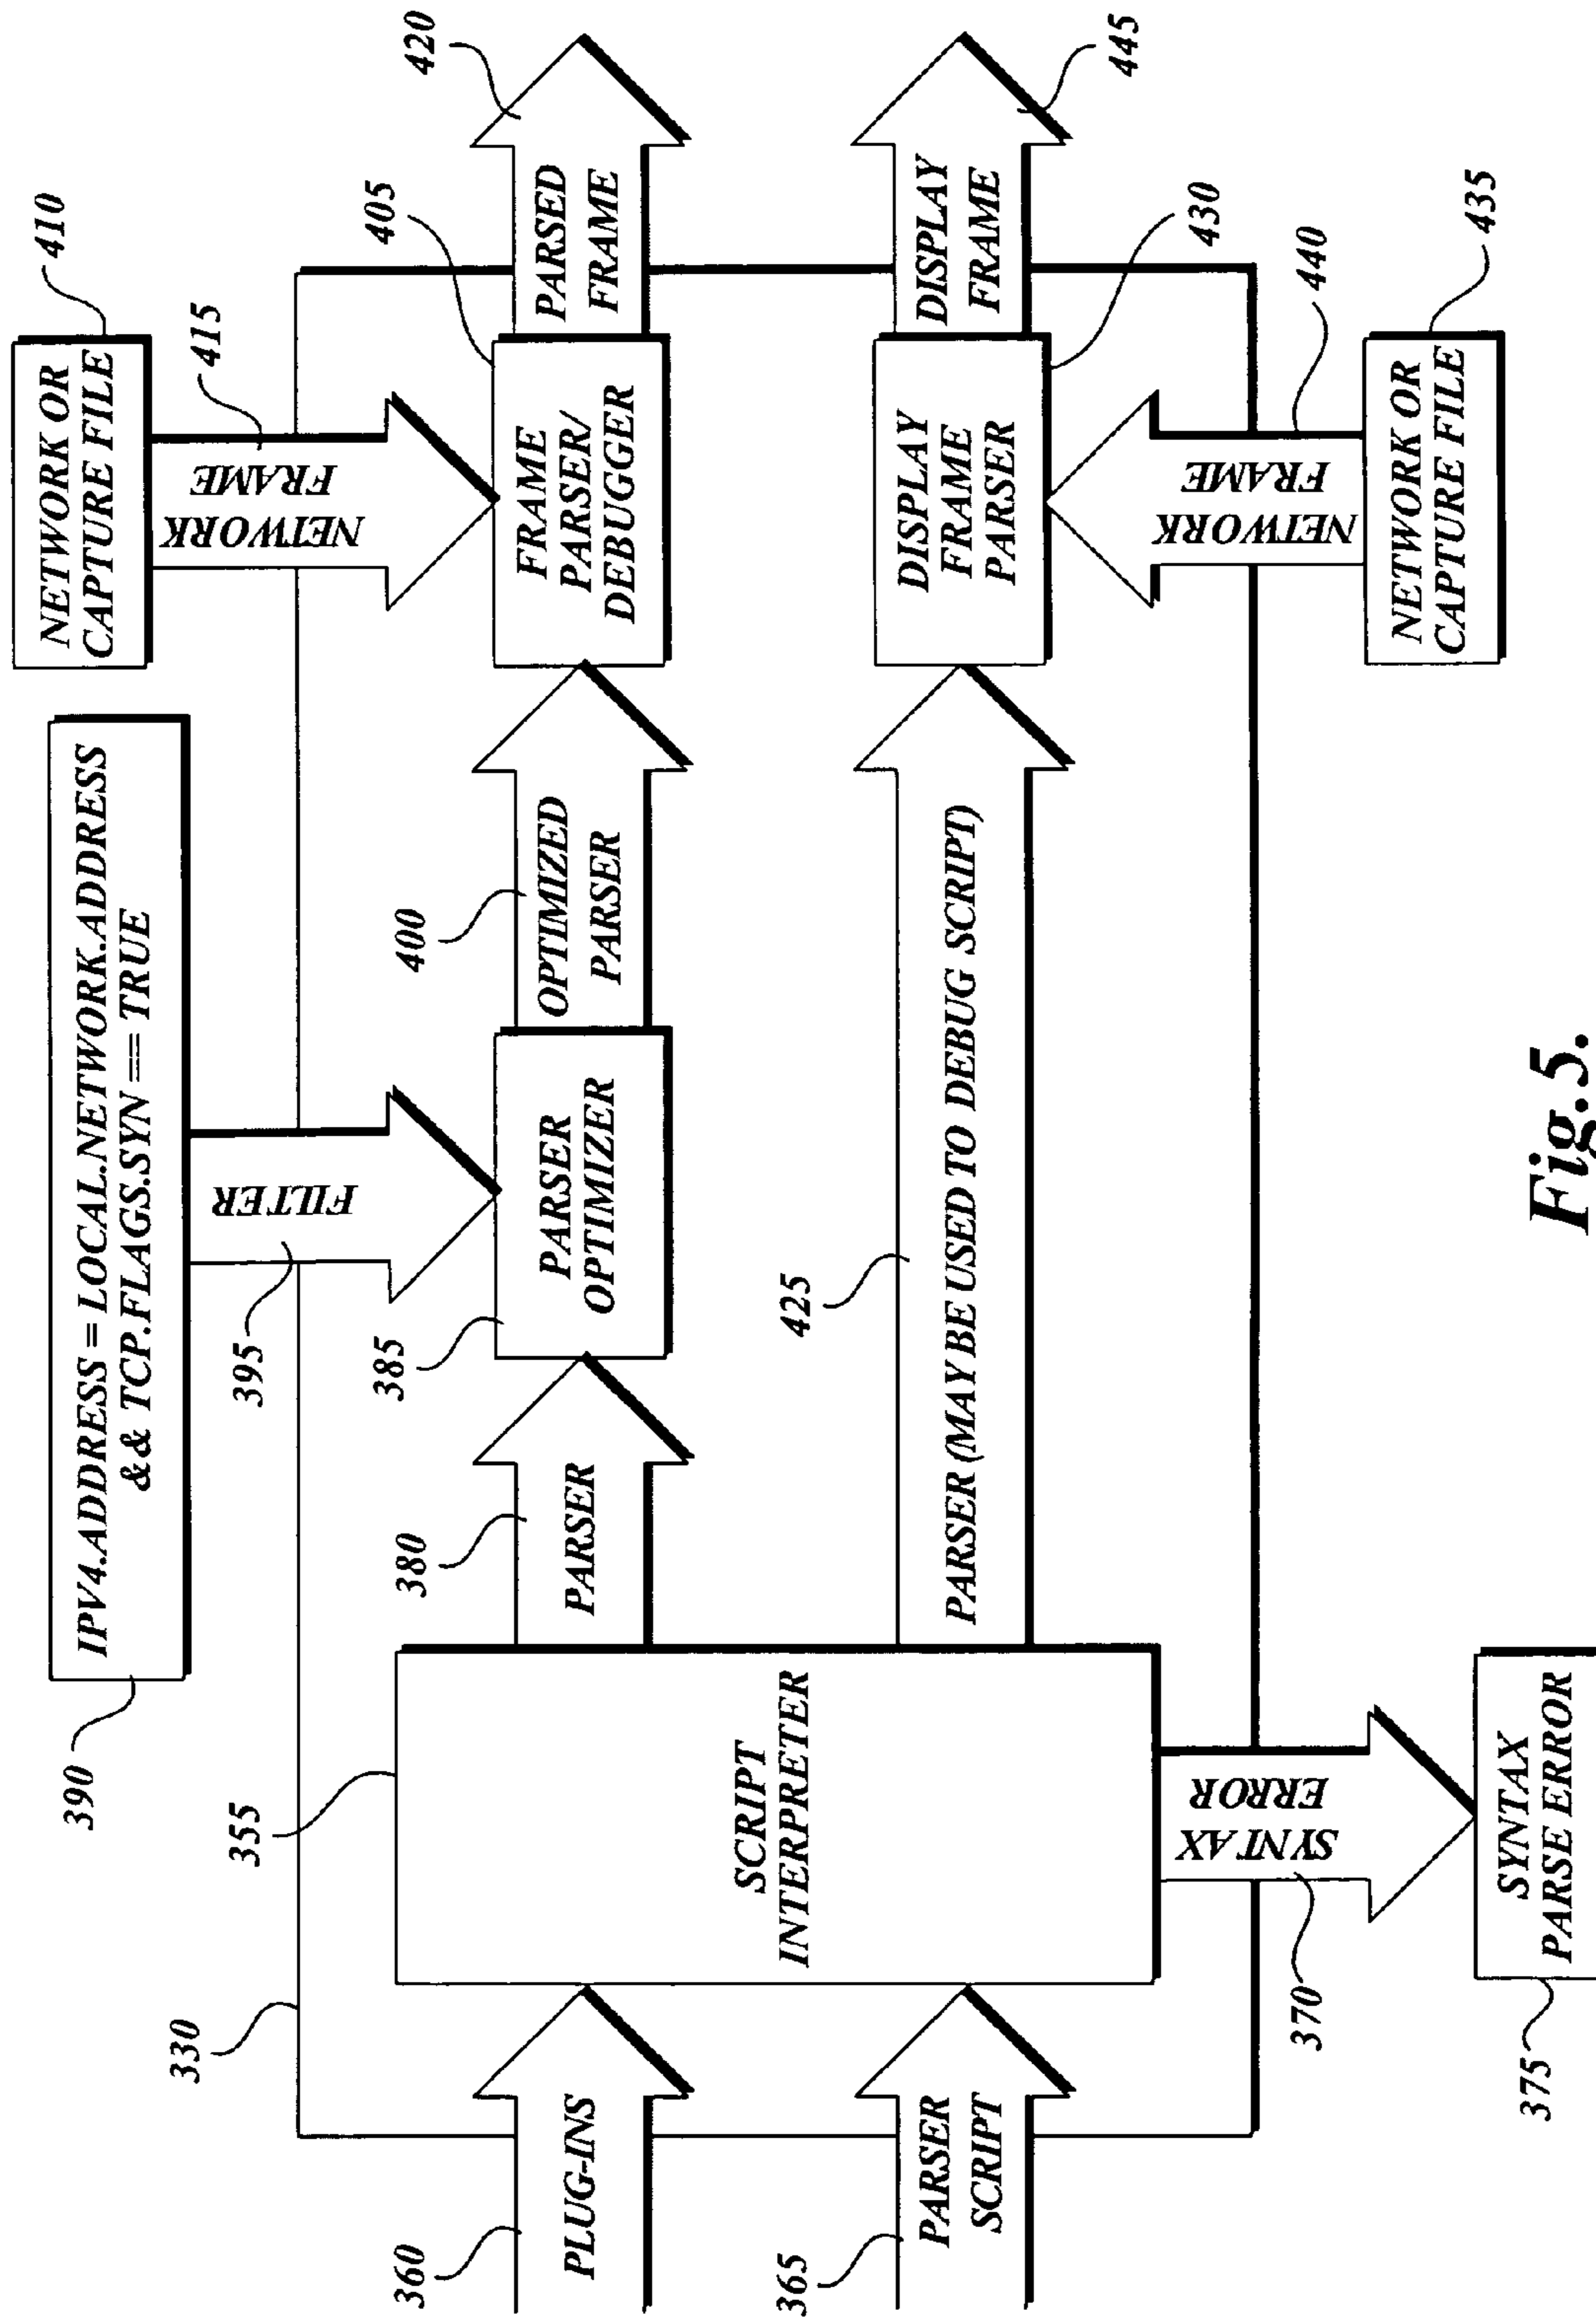 390
IPV4.ADDRESS = LOCAL.NETWORK.ADDRESS
&& TCP.FLAGS.SYN == TRUE
NETWORK OR
CAPTURE FILE
410
330
355
395
FILTER
415
NETWORK
FRAME
360
PLUG-INS
380
PARSER
385
PARSER
OPTIMIZER
400
OPTIMIZED
PARSER
405
FRAME
PARSER/
DEBUGGER
PARSED
FRAME
420
SCRIPT
INTERPRETER
365
PARSER
SCRIPT
425
PARSER (MAY BE USED TO DEBUG SCRIPT)
DISPLAY
FRAME
PARSER
430
DISPLAY
FRAME
445
370
SYNTAX
ERROR
NETWORK
FRAME
440
375
SYNTAX
PARSE ERROR
NETWORK OR
CAPTURE FILE
435
Fig.5.